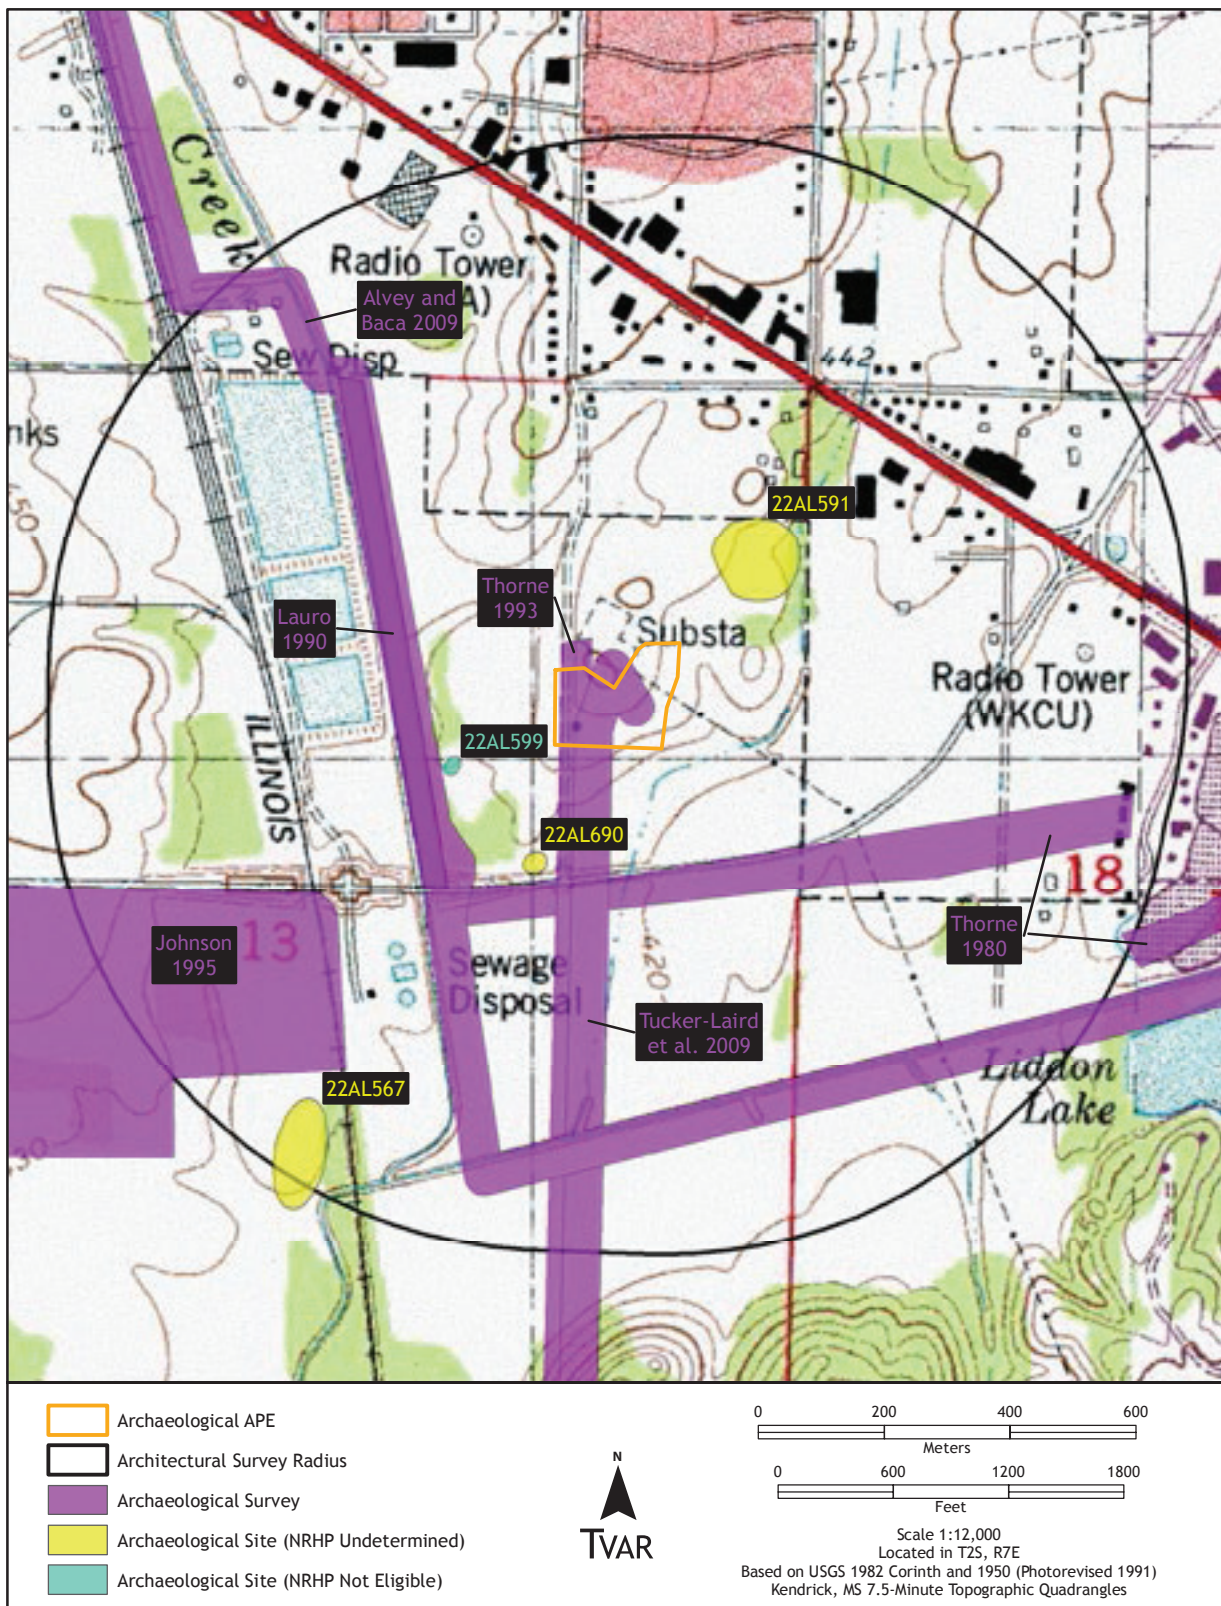 Creek
Radio Tower
A)
Alvey and
Baca 2009
Sew Disp
442
nks
450
22AL591
Thorne
1993
Lauro
1990
Substa
Radio Tower
(WKCU)
ILLINOIS
22AL599
22AL690
18
Johnson
1995
13
Sewage
Disposal
420
Thorne
1980
Tucker-Laird
et al. 2009
22AL567
Liddon
Lake
450
Archaeological APE
Architectural Survey Radius
Archaeological Survey
Archaeological Site (NRHP Undetermined)
Archaeological Site (NRHP Not Eligible)
N
TVAR
0 200 400 600
Meters
0 600 1200 1800
Feet
Scale 1:12,000
Located in T2S, R7E
Based on USGS 1982 Corinth and 1950 (Photorevised 1991)
Kendrick, MS 7.5-Minute Topographic Quadrangles